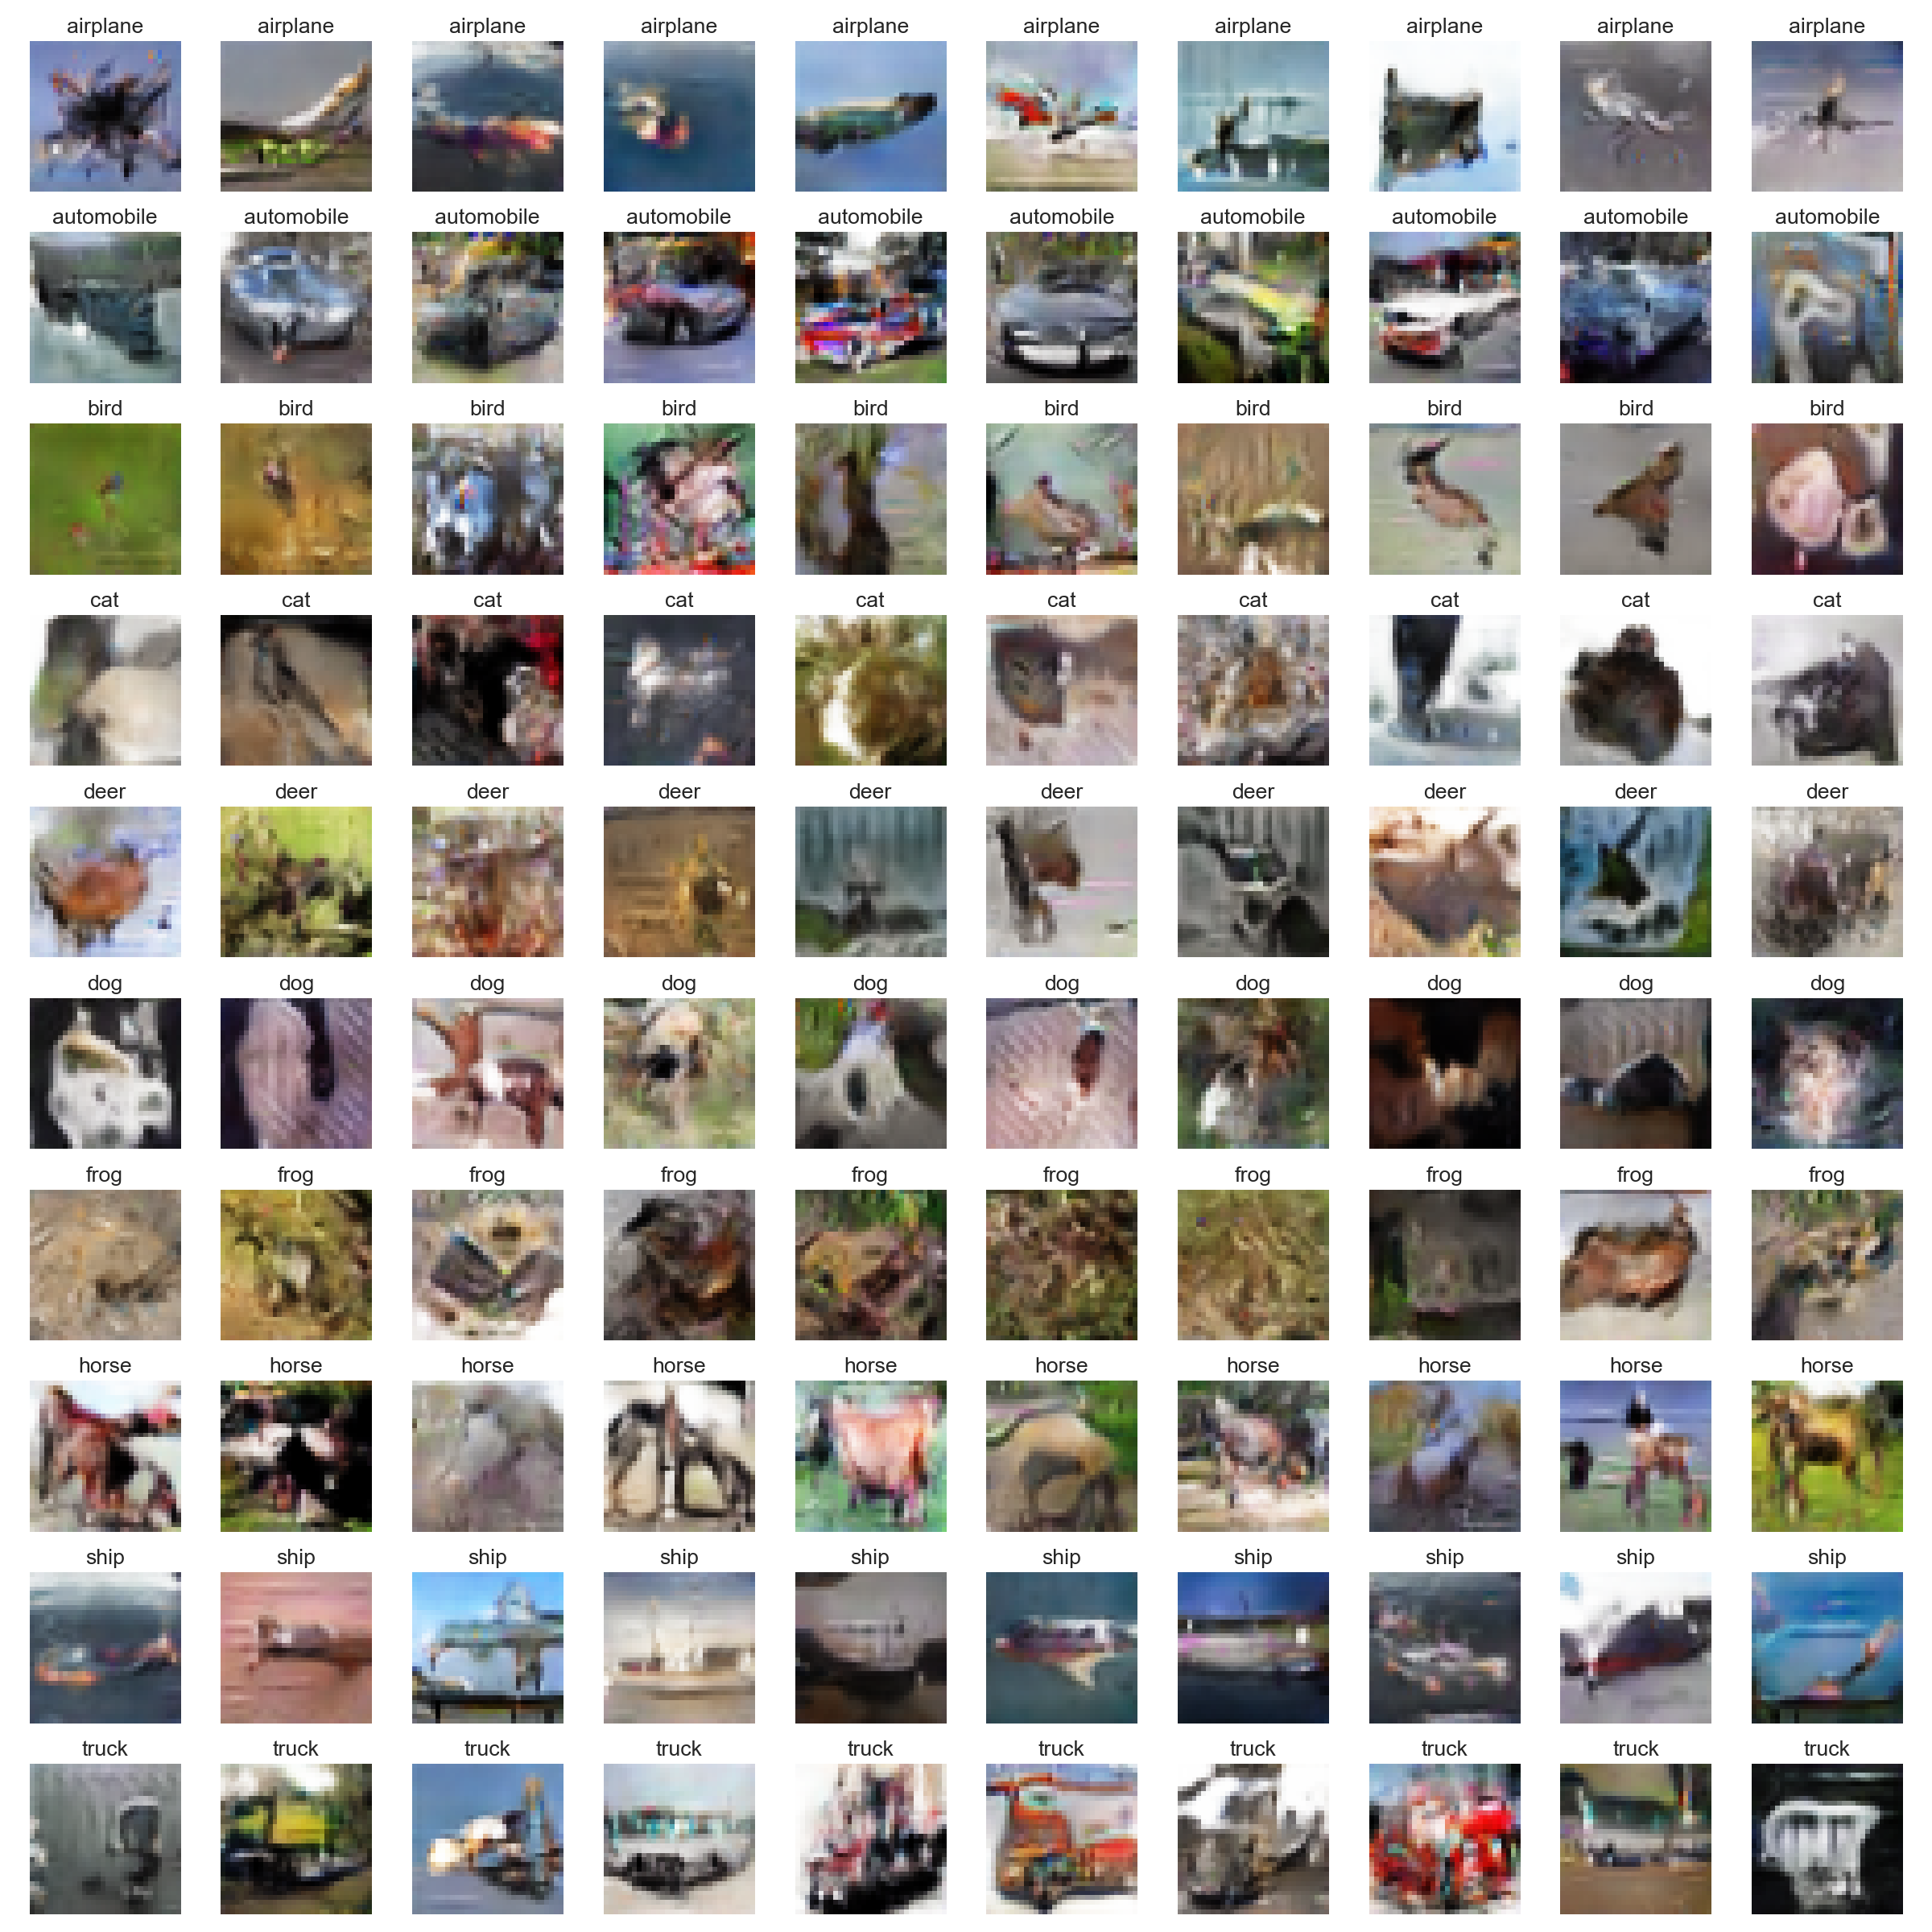 airplane airplane airplane airplane airplane airplane airplane airplane airplane airplane
automobile automobile automobile automobile automobile automobile automobile automobile automobile automobile
bird bird bird bird bird bird bird bird bird bird
cat cat cat cat cat cat cat cat cat cat
deer deer deer deer deer deer deer deer deer deer
dog dog dog dog dog dog dog dog dog dog
frog frog frog frog frog frog frog frog frog frog
horse horse horse horse horse horse horse horse horse horse
ship ship ship ship ship ship ship ship ship ship
truck truck truck truck truck truck truck truck truck truck